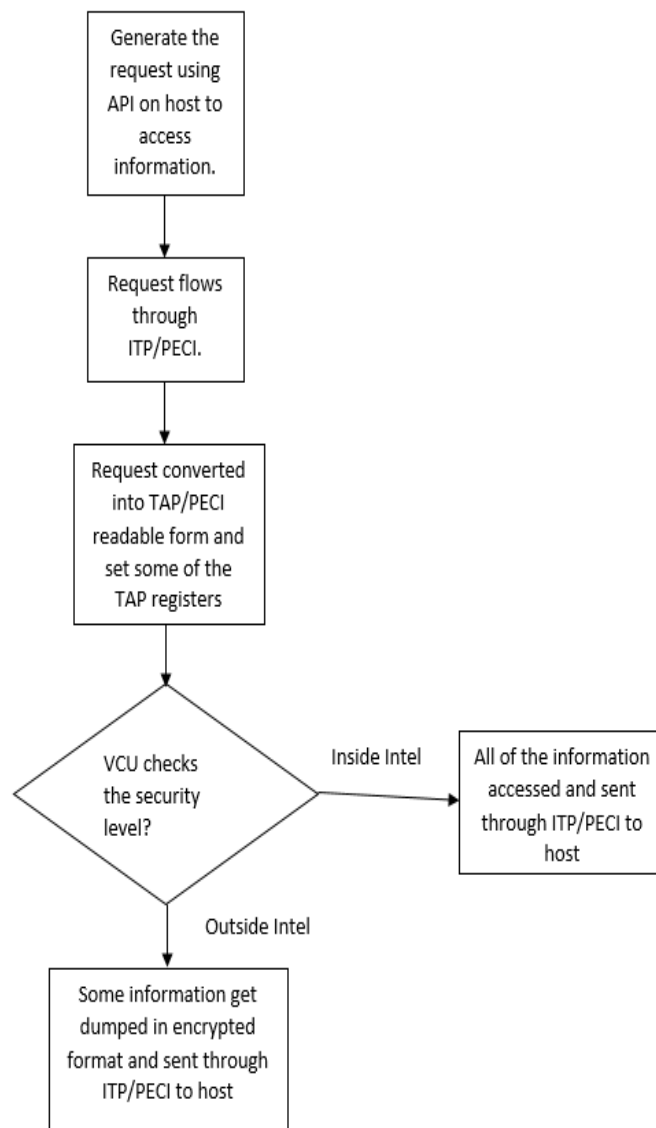 Generate the
request using
API on host to
access
information.
Request flows
through
ITP/PECI.
Request converted
into TAP/PECI
readable form and
set some of the
TAP registers
VCU checks
the security
level?
Inside Intel
All of the information
accessed and sent
through ITP/PECI to
host
Outside Intel
Some information get
dumped in encrypted
format and sent through
ITP/PECI to host